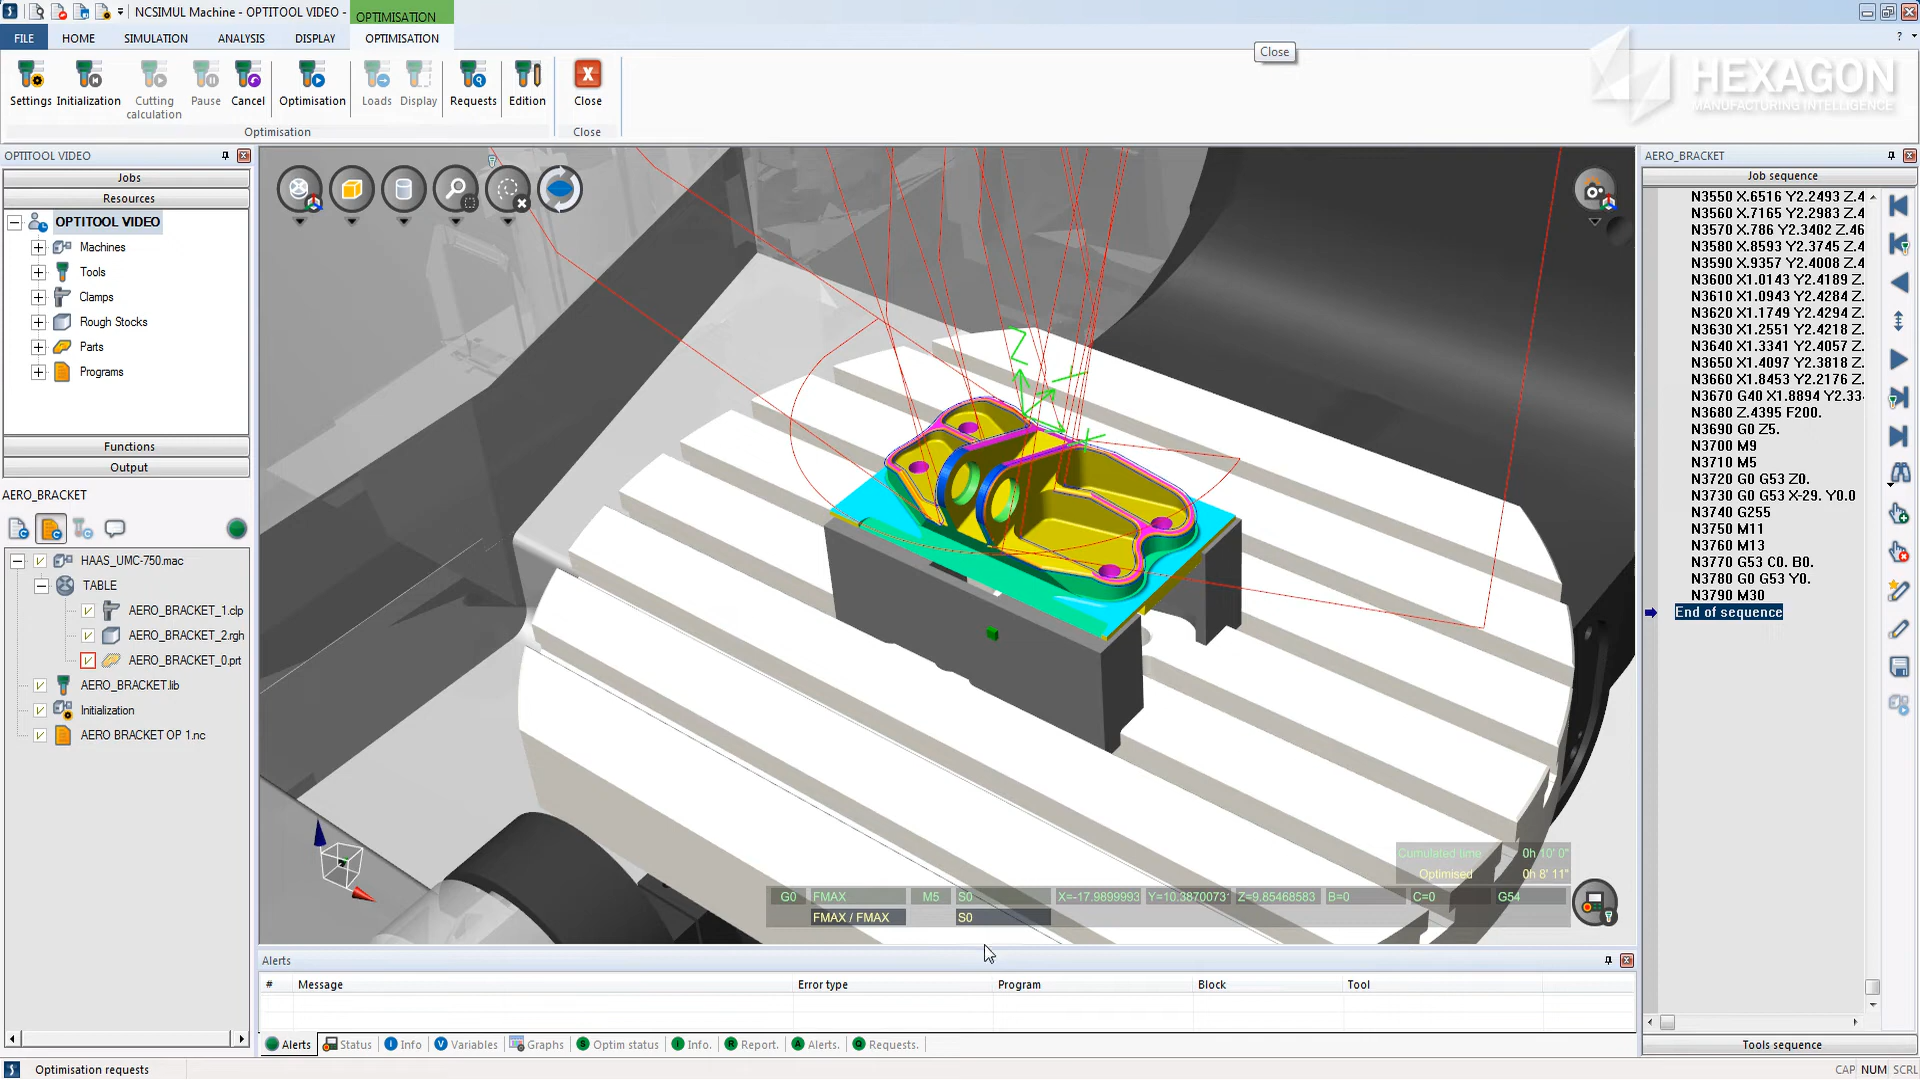 NCSIMUL Machine - OPTITOOL VIDEO -
OPTIMISATION
FILE
HOME
SIMULATION
ANALYSIS
DISPLAY
OPTIMISATION
Close
HEXAGON
MANUFACTURING INTELLIGENCE
Settings
Initialization
Cutting calculation
Pause
Cancel
Optimisation
Loads
Display
Requests
Edition
Close
Optimisation
Close
OPTITOOL VIDEO
Jobs
Resources
OPTITOOL VIDEO
Machines
Tools
Clamps
Rough Stocks
Parts
Programs
Functions
Output
AERO_BRACKET
HAAS_UMC-750.mac
TABLE
AERO_BRACKET_1.clp
AERO_BRACKET_2.rgh
AERO_BRACKET_0.prt
AERO_BRACKET.lib
Initialization
AERO BRACKET OP 1.nc
Z
Cumulated time 0h 10' 0"
Optimised 0h 8' 11"
G0 FMAX M5 S0 X=-17.9899993 Y=10.3870073 Z=9.85468583 B=0 C=0 G54
FMAX / FMAX S0
Alerts
# Message Error type Program Block Tool
Alerts Status Info Variables Graphs Optim status Info. Report. Alerts. Requests.
AERO_BRACKET
Job sequence
N3550 X.6516 Y2.2493 Z.4
N3560 X.7165 Y2.2983 Z.4
N3570 X.786 Y2.3402 Z.46
N3580 X.8593 Y2.3745 Z.4
N3590 X.9357 Y2.4008 Z.4
N3600 X1.0143 Y2.4189 Z.
N3610 X1.0943 Y2.4284 Z.
N3620 X1.1749 Y2.4294 Z.
N3630 X1.2551 Y2.4218 Z.
N3640 X1.3341 Y2.4057 Z.
N3650 X1.4097 Y2.3818 Z.
N3660 X1.8453 Y2.2176 Z.
N3670 G40 X1.8894 Y2.33
N3680 Z.4395 F200.
N3690 G0 Z5.
N3700 M9
N3710 M5
N3720 G0 G53 Z0.
N3730 G0 G53 X-29. Y0.0
N3740 G255
N3750 M11
N3760 M13
N3770 G53 C0. B0.
N3780 G0 G53 Y0.
N3790 M30
End of sequence
Tools sequence
Optimisation requests
CAP NUM SCRL